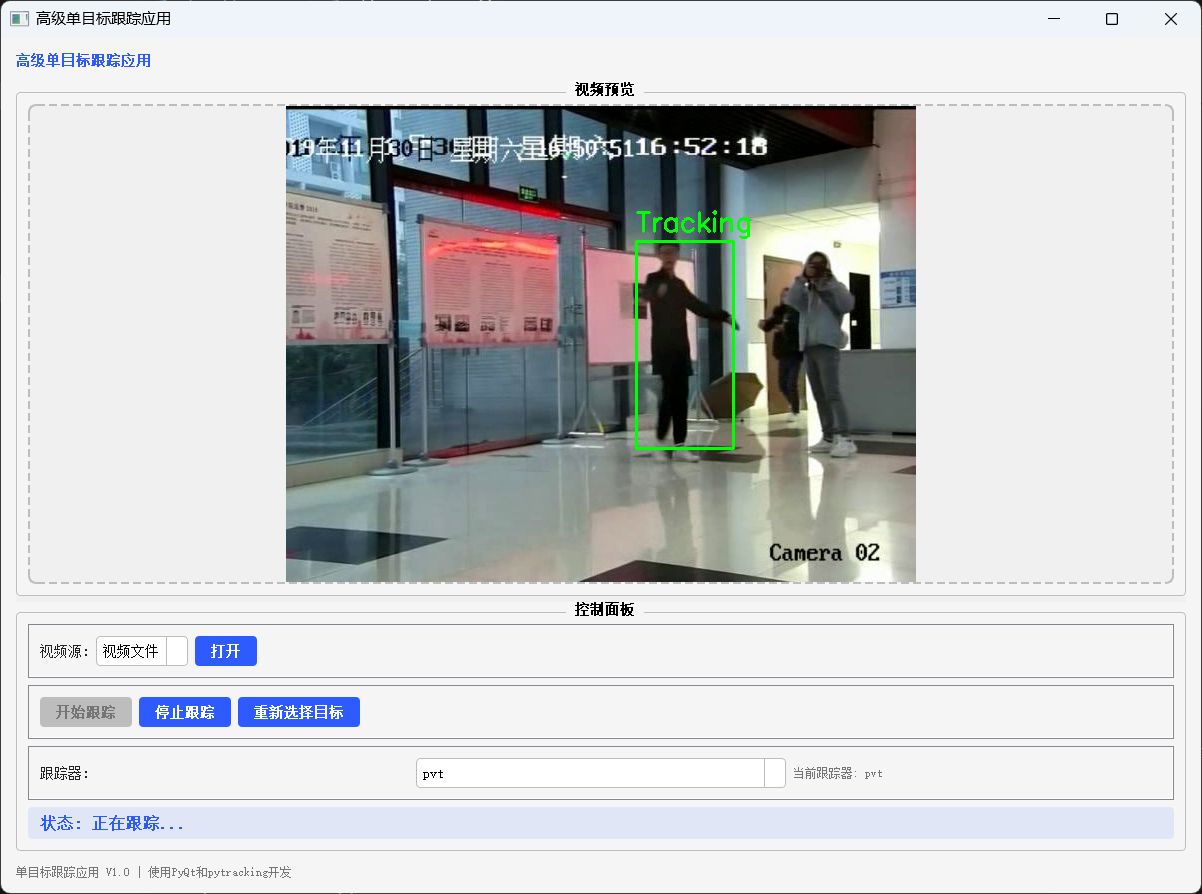 高级单目标跟踪应用
高级单目标跟踪应用
视频预览
16:52:18
Tracking
Camera 02
控制面板
视频源: 视频文件 打开
开始跟踪 停止跟踪 重新选择目标
跟踪器: pvt 当前跟踪器: pvt
状态: 正在跟踪...
单目标跟踪应用 V1.0 | 使用PyQt和pytracking开发